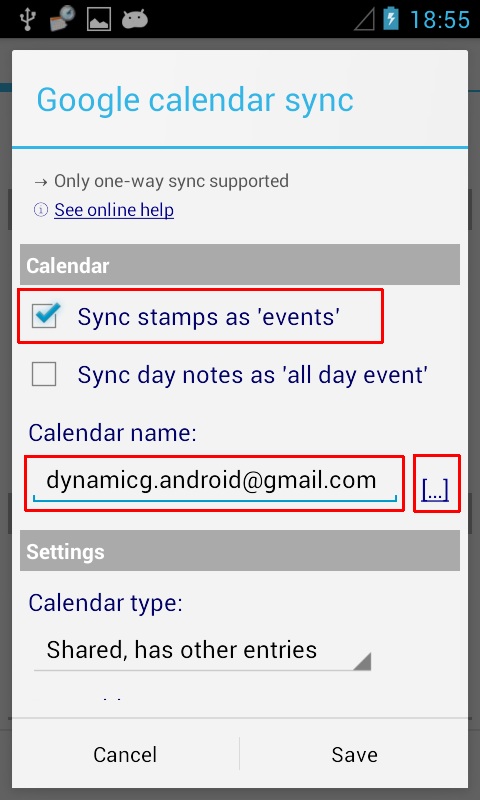 18:55
Google calendar sync
→ Only one-way sync supported
ⓘ See online help
Calendar
Sync stamps as 'events'
Sync day notes as 'all day event'
Calendar name:
dynamicg.android@gmail.com [...]
Settings
Calendar type:
Shared, has other entries
Cancel Save